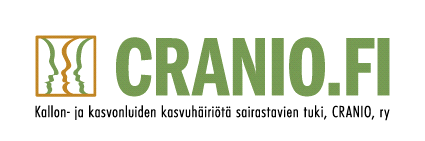 CRANIO.FI
Kallon- ja kasvonluiden kasvuhäiriötä sairastavien tuki, CRANIO, ry